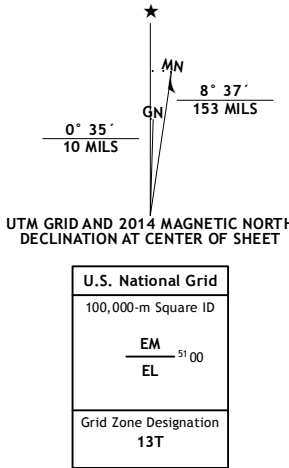 ★
MN
GN
8° 37´
153 MILS
0° 35´
10 MILS
UTM GRID AND 2014 MAGNETIC NORTH
DECLINATION AT CENTER OF SHEET
U.S. National Grid
100,000-m Square ID
EM
51 00
EL
Grid Zone Designation
13T